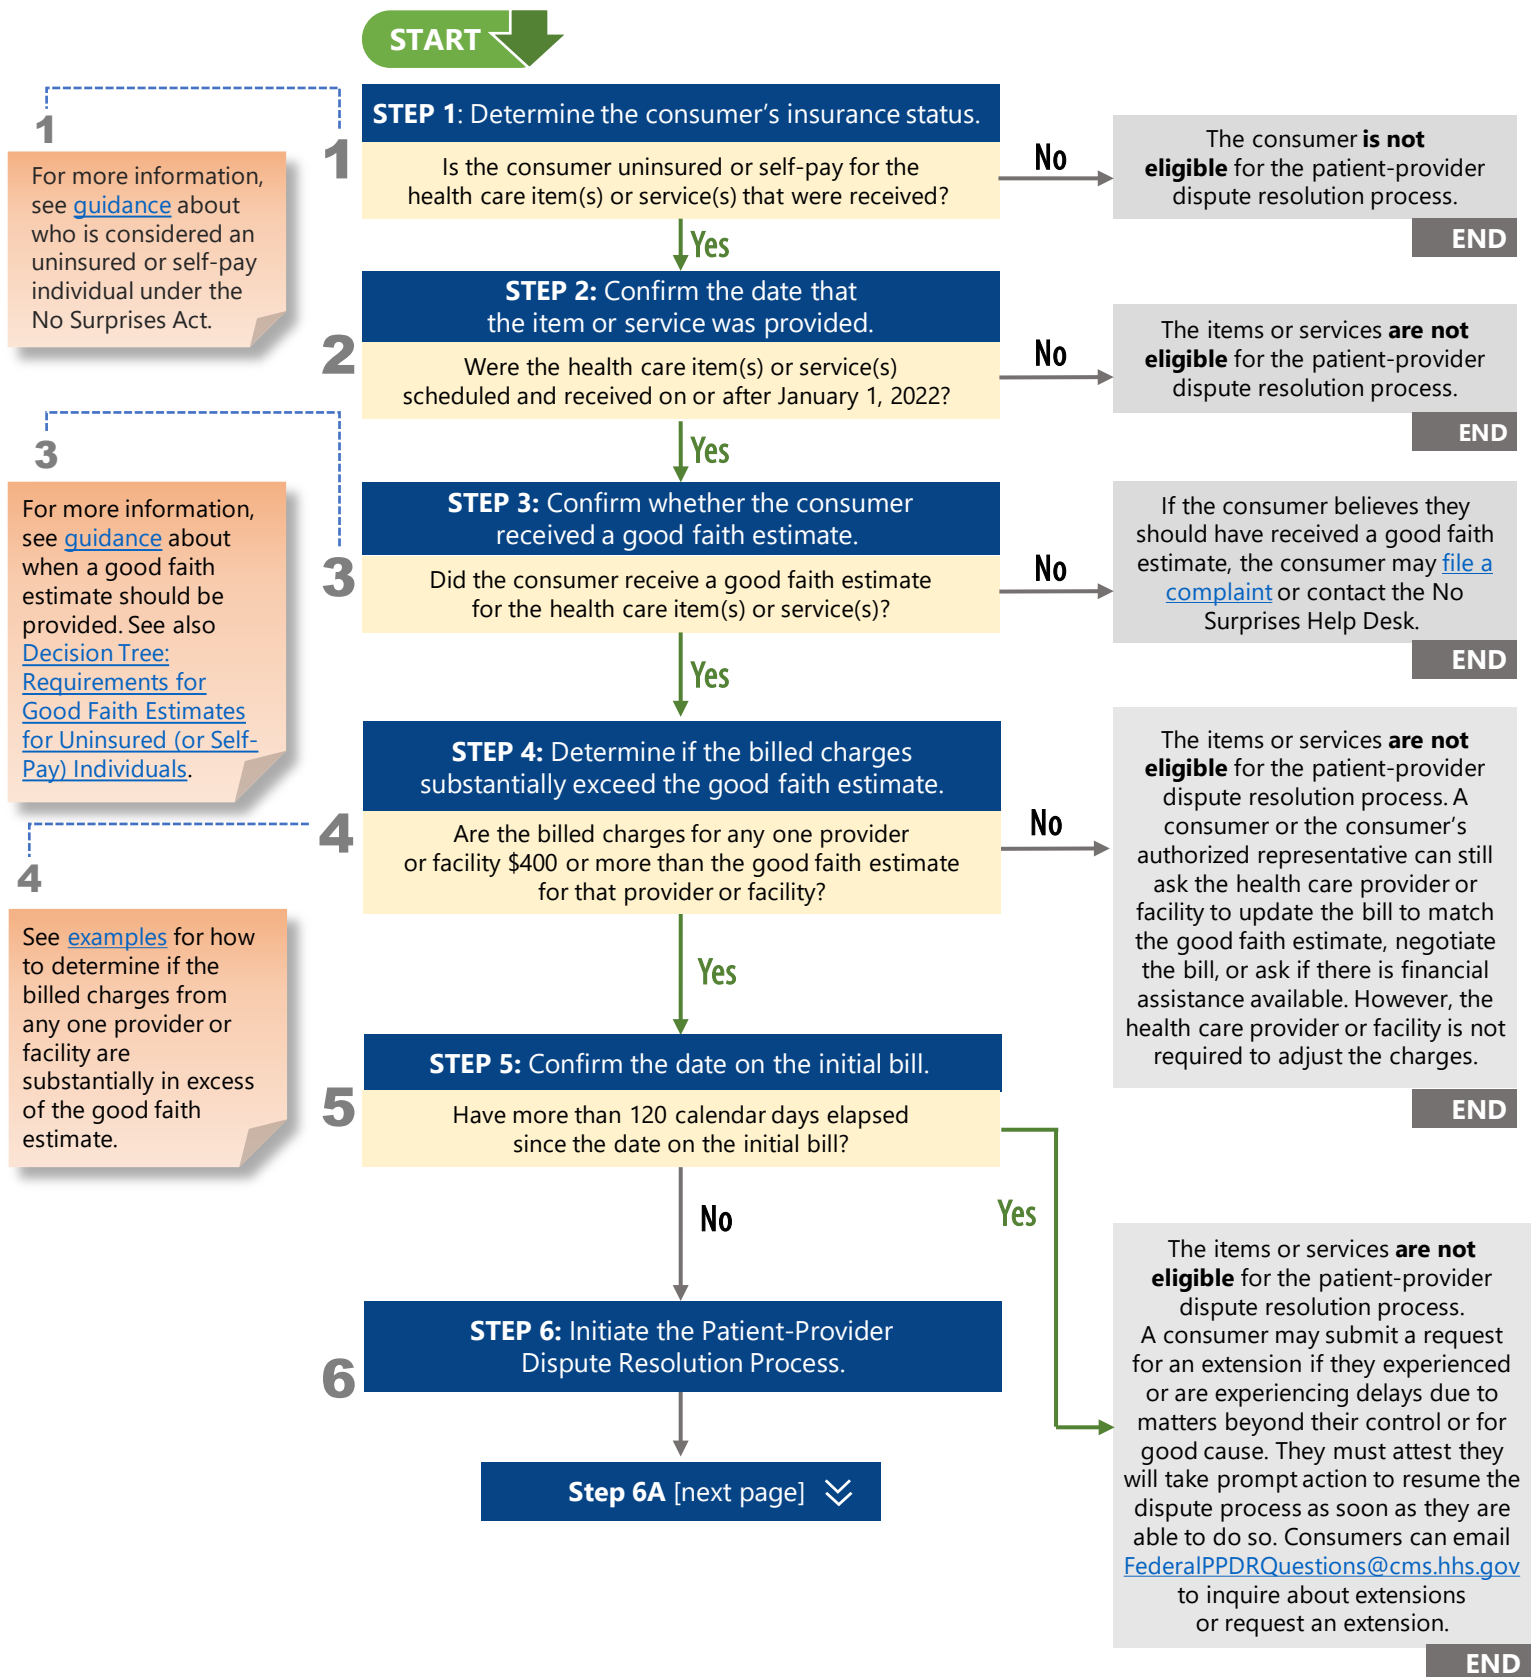 START
1
For more information,
see guidance about
who is considered an
uninsured or self-pay
individual under the
No Surprises Act.
1
STEP 1: Determine the consumer’s insurance status.
Is the consumer uninsured or self-pay for the
health care item(s) or service(s) that were received?
No
The consumer is not
eligible for the patient-provider
dispute resolution process.
END
Yes
2
STEP 2: Confirm the date that
the item or service was provided.
Were the health care item(s) or service(s)
scheduled and received on or after January 1, 2022?
No
The items or services are not
eligible for the patient-provider
dispute resolution process.
END
Yes
3
For more information,
see guidance about
when a good faith
estimate should be
provided. See also
Decision Tree:
Requirements for
Good Faith Estimates
for Uninsured (or Self-
Pay) Individuals.
3
STEP 3: Confirm whether the consumer
received a good faith estimate.
Did the consumer receive a good faith estimate
for the health care item(s) or service(s)?
No
If the consumer believes they
should have received a good faith
estimate, the consumer may file a
complaint or contact the No
Surprises Help Desk.
END
Yes
4
See examples for how
to determine if the
billed charges from
any one provider or
facility are
substantially in excess
of the good faith
estimate.
4
STEP 4: Determine if the billed charges
substantially exceed the good faith estimate.
Are the billed charges for any one provider
or facility $400 or more than the good faith estimate
for that provider or facility?
No
The items or services are not
eligible for the patient-provider
dispute resolution process. A
consumer or the consumer’s
authorized representative can still
ask the health care provider or
facility to update the bill to match
the good faith estimate, negotiate
the bill, or ask if there is financial
assistance available. However, the
health care provider or facility is not
required to adjust the charges.
END
Yes
5
STEP 5: Confirm the date on the initial bill.
Have more than 120 calendar days elapsed
since the date on the initial bill?
Yes
The items or services are not
eligible for the patient-provider
dispute resolution process.
A consumer may submit a request
for an extension if they experienced
or are experiencing delays due to
matters beyond their control or for
good cause. They must attest they
will take prompt action to resume the
dispute process as soon as they are
able to do so. Consumers can email
FederalPPDRQuestions@cms.hhs.gov
to inquire about extensions
or request an extension.
END
No
6
STEP 6: Initiate the Patient-Provider
Dispute Resolution Process.
Step 6A [next page]